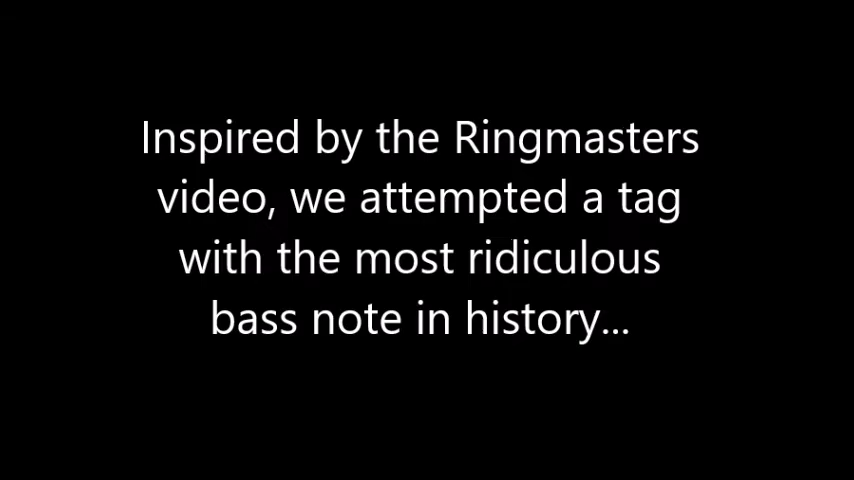 Inspired by the Ringmasters
video, we attempted a tag
with the most ridiculous
bass note in history...